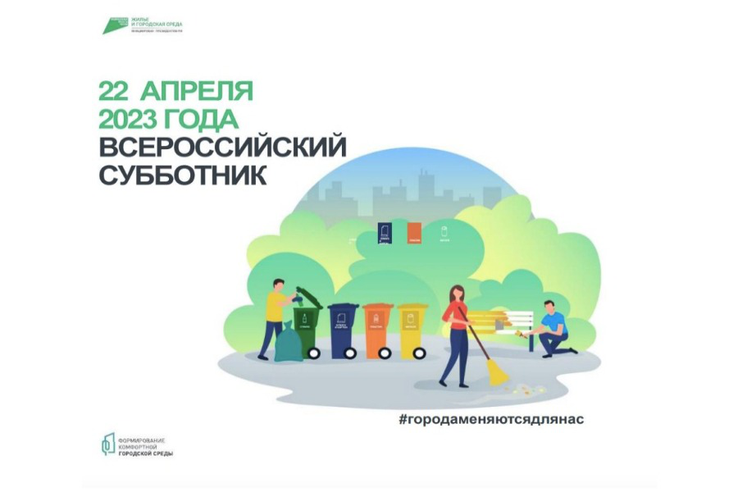 ЖИЛЬЕ
И ГОРОДСКАЯ СРЕДА
22 АПРЕЛЯ
2023 ГОДА
ВСЕРОССИЙСКИЙ
СУББОТНИК
#городаменяютсядлянас
ФОРМИРОВАНИЕ
КОМФОРТНОЙ
ГОРОДСКОЙ СРЕДЫ